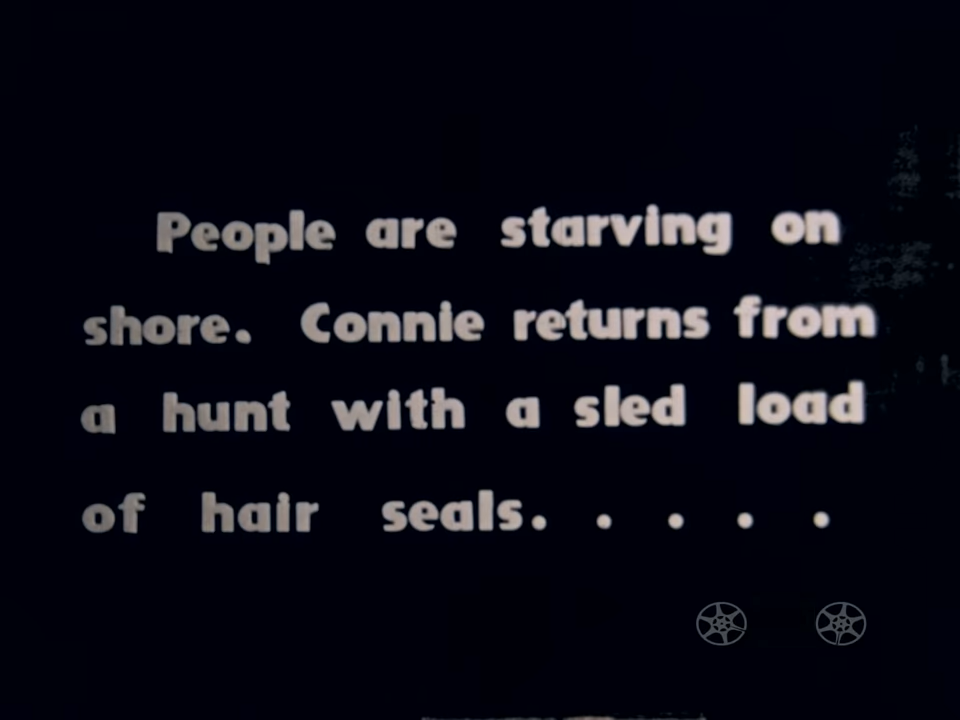 People are starving on
shore. Connie returns from
a hunt with a sled load
of hair seals. . . . .